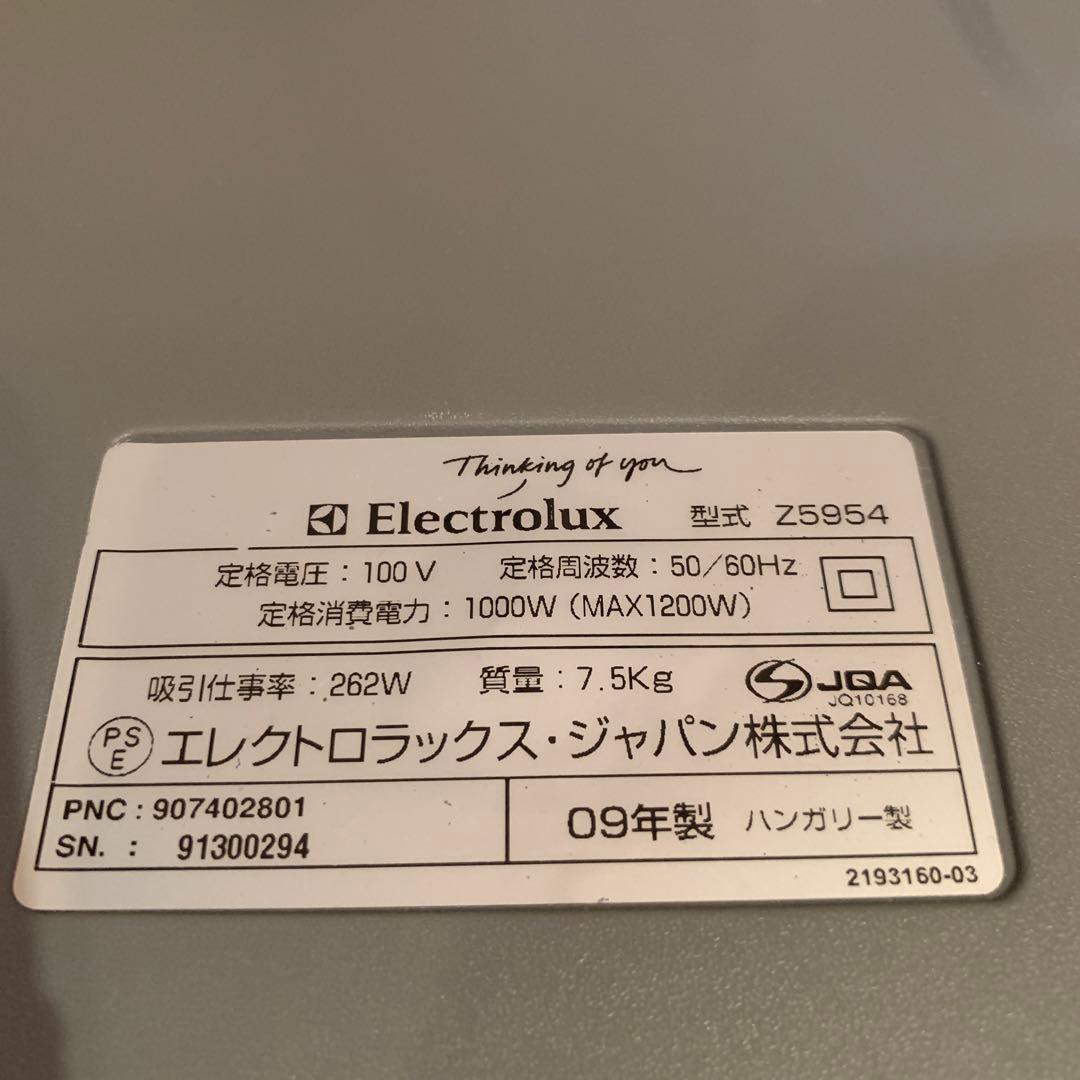 Thinking of you
Electrolux 型式 Z5954
定格電圧：100V 定格周波数：50／60Hz
定格消費電力：1000W（MAX1200W）
吸引仕事率：262W 質量：7.5Kg JQA
JQ10168
PSE エレクトロラックス・ジャパン株式会社
PNC : 907402801 09年製 ハンガリー製
SN. : 91300294
2193160-03